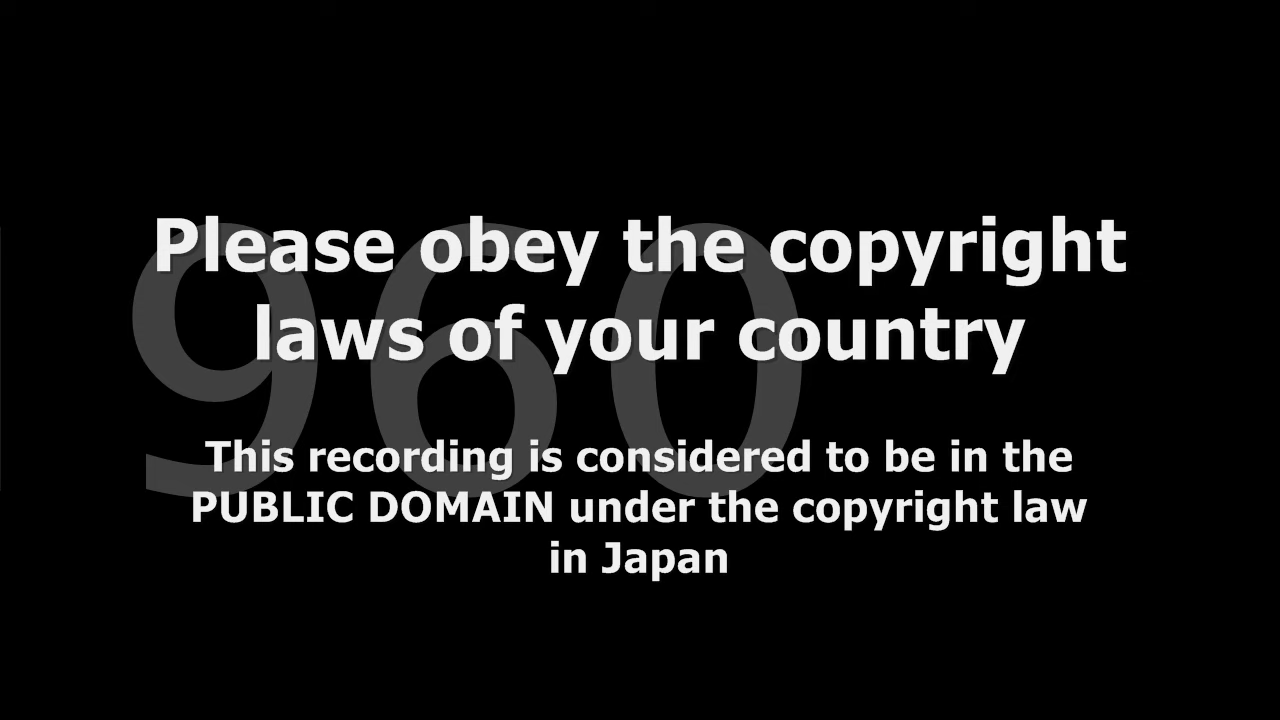 Please obey the copyright
laws of your country
960
This recording is considered to be in the
PUBLIC DOMAIN under the copyright law
in Japan